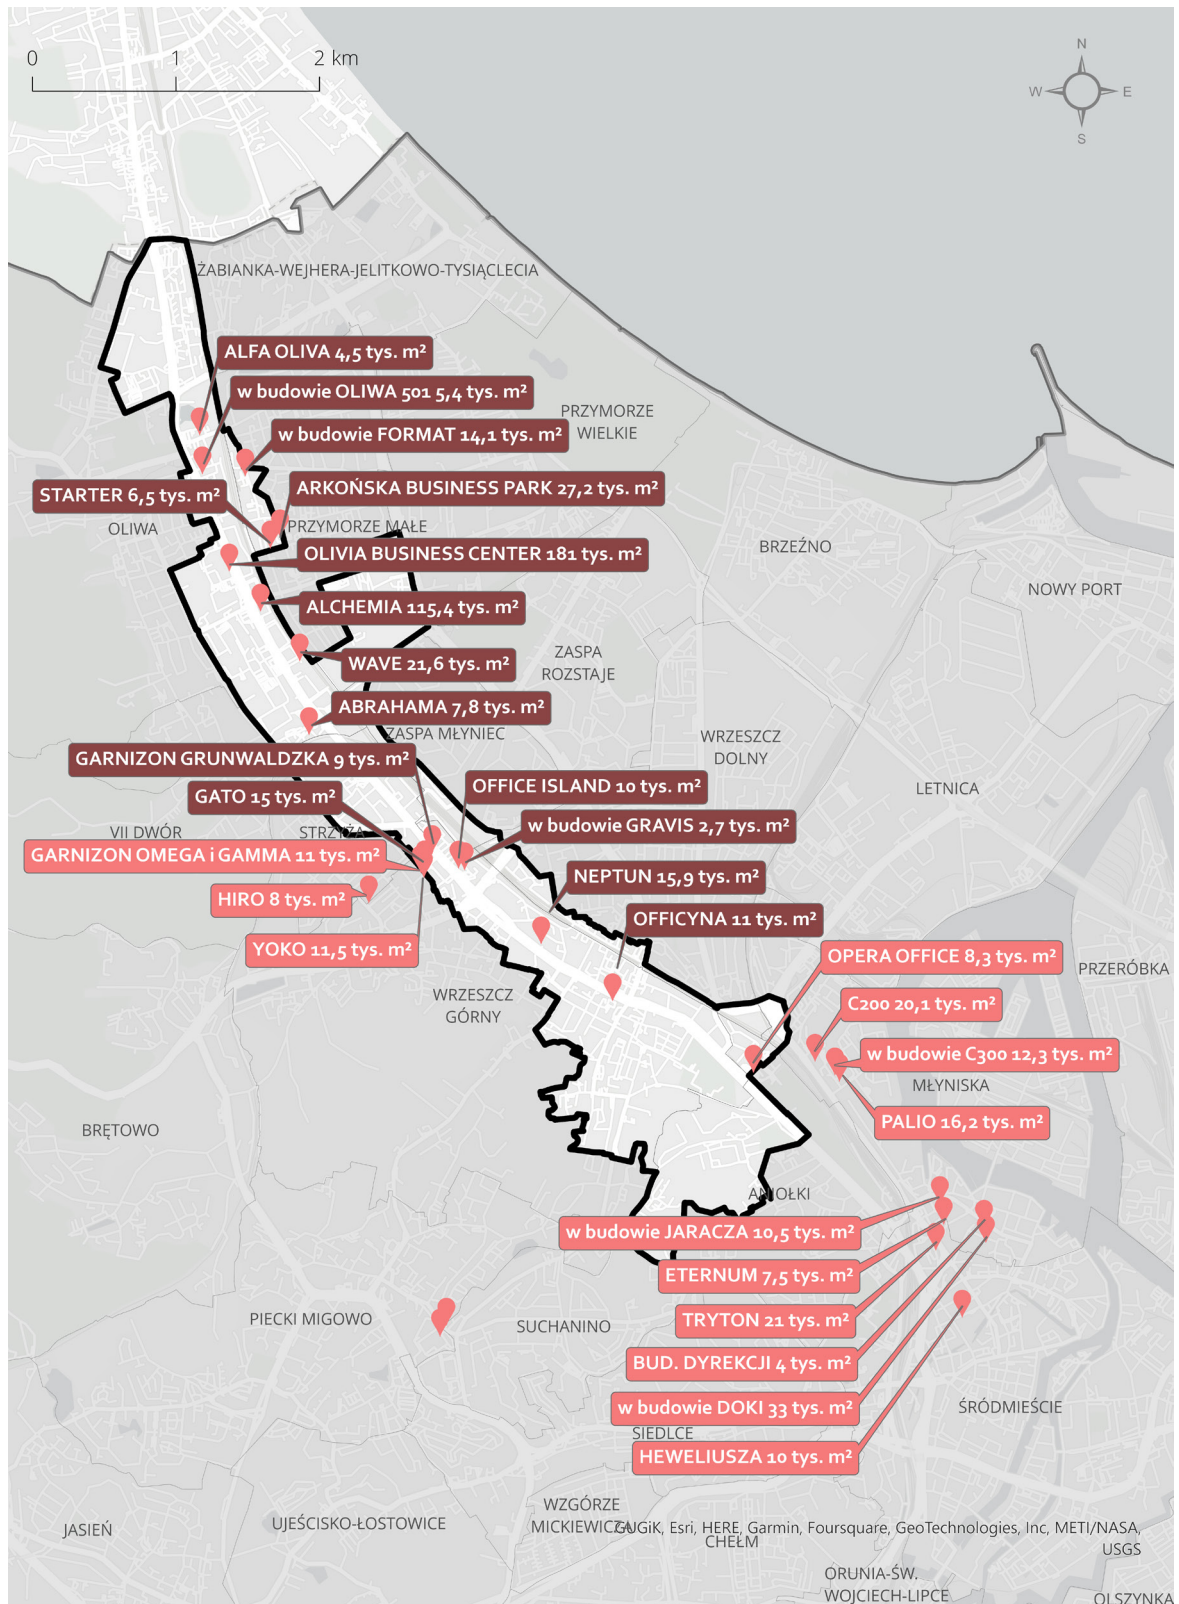 0 1 2 km
N
W E
S
ŻABIANKA-WEJHERA-JELITKOWO-TYSIĄCLECIA
ALFA OLIVA 4,5 tys. m²
w budowie OLIWA 501 5,4 tys. m²
PRZYMORZE
WIELKIE
w budowie FORMAT 14,1 tys. m²
STARTER 6,5 tys. m²
ARKOŃSKA BUSINESS PARK 27,2 tys. m²
OLIWA
PRZYMORZE MAŁE
OLIVIA BUSINESS CENTER 181 tys. m²
BRZEŹNO
NOWY PORT
ALCHEMIA 115,4 tys. m²
ZASPA
ROZSTAJE
WAVE 21,6 tys. m²
ABRAHAMA 7,8 tys. m²
ZASPA MŁYNIEC
WRZESZCZ
DOLNY
GARNIZON GRUNWALDZKA 9 tys. m²
OFFICE ISLAND 10 tys. m²
LETNICA
GATO 15 tys. m²
w budowie GRAVIS 2,7 tys. m²
VII DWÓR
STRZYŻA
GARNIZON OMEGA i GAMMA 11 tys. m²
NEPTUN 15,9 tys. m²
HIRO 8 tys. m²
OFFICYNA 11 tys. m²
YOKO 11,5 tys. m²
OPERA OFFICE 8,3 tys. m²
PRZERÓBKA
WRZESZCZ
GÓRNY
C200 20,1 tys. m²
w budowie C300 12,3 tys. m²
MŁYNISKA
PALIO 16,2 tys. m²
BRĘTOWO
ANIOŁKI
w budowie JARACZA 10,5 tys. m²
ETERNUM 7,5 tys. m²
PIECKI MIGOWO
SUCHANINO
TRYTON 21 tys. m²
BUD. DYREKCJI 4 tys. m²
w budowie DOKI 33 tys. m²
ŚRÓDMIEŚCIE
SIEDLCE
HEWELIUSZA 10 tys. m²
WZGÓRZE
MICKIEWICZA
JASIEŃ
UJEŚCISKO-ŁOSTOWICE
GUGiK, Esri, HERE, Garmin, Foursquare, GeoTechnologies, Inc, METI/NASA,
USGS
CHEŁM
ORUNIA-ŚW.
WOJCIECH-LIPCE
OLSZYNKA